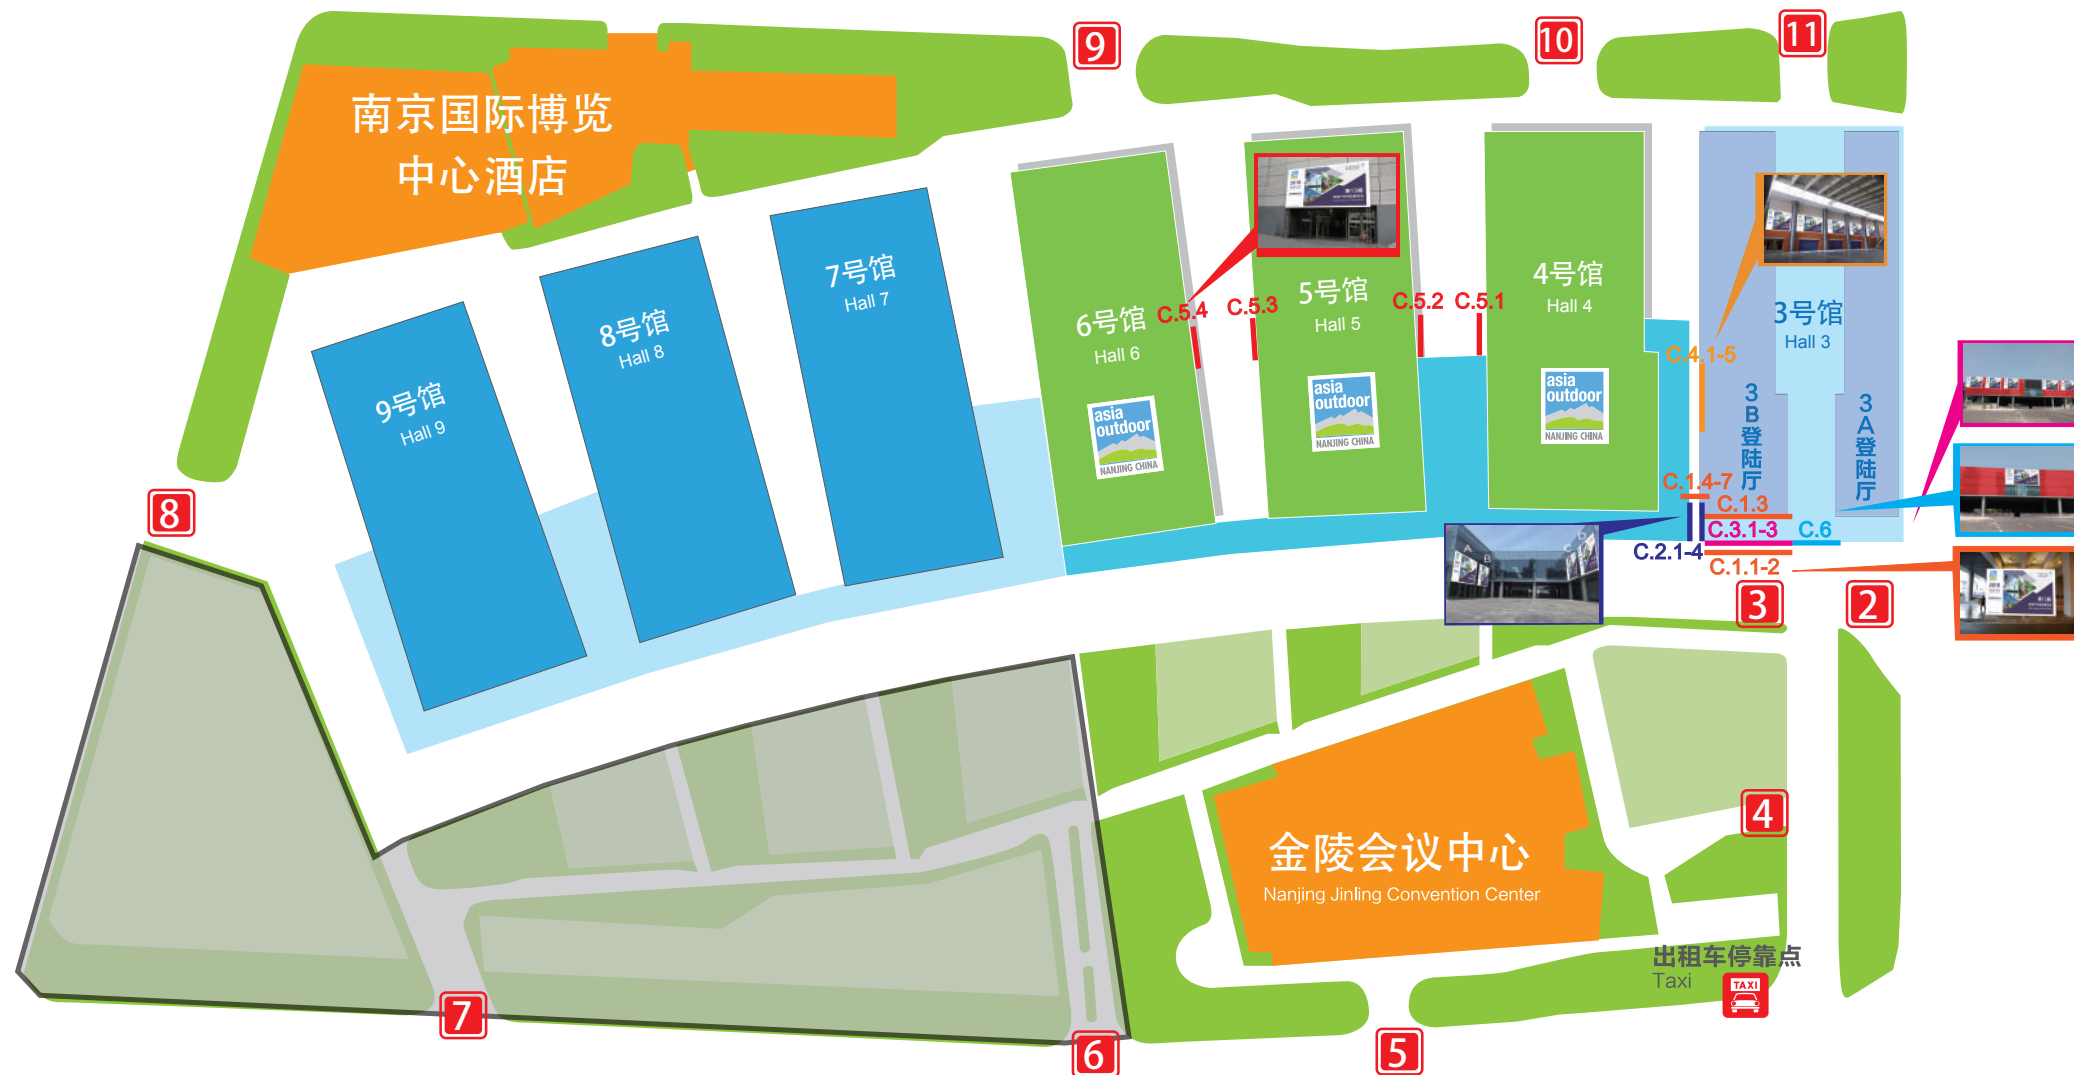 9
10
11
南京国际博览
中心酒店
7号馆
Hall 7
8号馆
Hall 8
9号馆
Hall 9
6号馆
Hall 6
5号馆
Hall 5
4号馆
Hall 4
3号馆
Hall 3
C.5.4
C.5.3
C.5.2
C.5.1
C.4.1-5
asia
outdoor
NANJING CHINA
asia
outdoor
NANJING CHINA
asia
outdoor
NANJING CHINA
3B登陆厅
3A登陆厅
C.1.4-7
C.1.3
C.3.1-3
C.6
C.2.1-4
C.1.1-2
A
B
C
8
3
2
4
金陵会议中心
Nanjing Jinling Convention Center
出租车停靠点
Taxi
TAXI
7
6
5